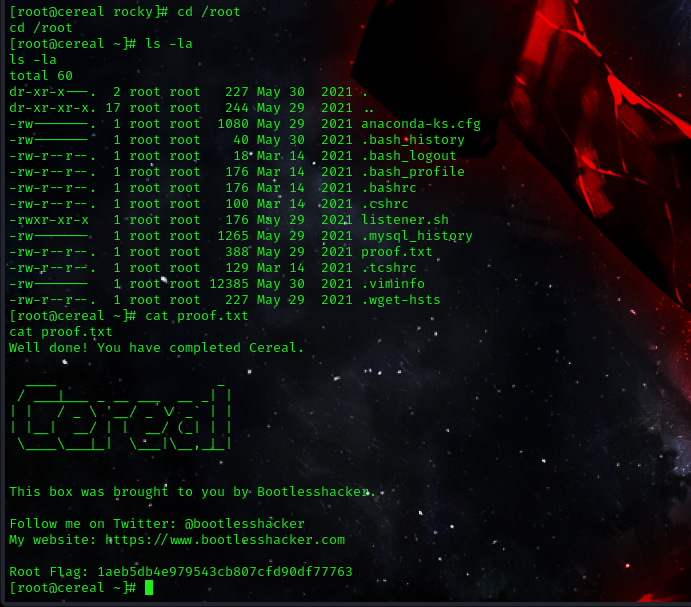 [root@cereal rocky]# cd /root
cd /root
[root@cereal ~]# ls -la
ls -la
total 60
dr-xr-x---.  2 root root   227 May 30  2021 .
dr-xr-xr-x. 17 root root   244 May 29  2021 ..
-rw-------.  1 root root  1080 May 29  2021 anaconda-ks.cfg
-rw-------   1 root root    40 May 30  2021 .bash_history
-rw-r--r--.  1 root root    18 Mar 14  2021 .bash_logout
-rw-r--r--.  1 root root   176 Mar 14  2021 .bash_profile
-rw-r--r--.  1 root root   176 Mar 14  2021 .bashrc
-rw-r--r--.  1 root root   100 Mar 14  2021 .cshrc
-rwxr-xr-x   1 root root   176 May 29  2021 listener.sh
-rw-------   1 root root  1265 May 29  2021 .mysql_history
-rw-r--r--.  1 root root   388 May 29  2021 proof.txt
-rw-r--r--.  1 root root   129 Mar 14  2021 .tcshrc
-rw-------   1 root root 12385 May 30  2021 .viminfo
-rw-r--r--.  1 root root   227 May 29  2021 .wget-hsts
[root@cereal ~]# cat proof.txt
cat proof.txt
Well done! You have completed Cereal.
Cereal
This box was brought to you by Bootlesshacker.
Follow me on Twitter: @bootlesshacker
My website: https://www.bootlesshacker.com
Root Flag: 1aeb5db4e979543cb807cfd90df77763
[root@cereal ~]#